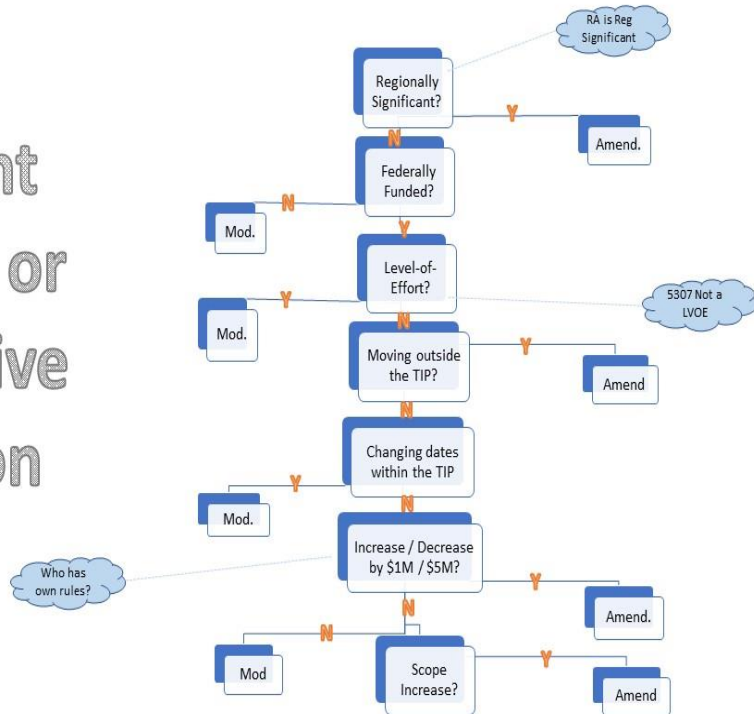 RA is Reg
Significant
Regionally
Significant?
Y
Amend.
N
Federally
Funded?
N
Mod.
Y
Level-of-
Effort?
5307 Not a
LVOE
Y
Mod.
N
Moving outside
the TIP?
Y
Amend
N
Changing dates
within the TIP
Y
Mod.
N
Increase / Decrease
by $1M / $5M?
Who has
own rules?
Y
Amend.
N
N
Mod
Scope
Increase?
Y
Amend
or